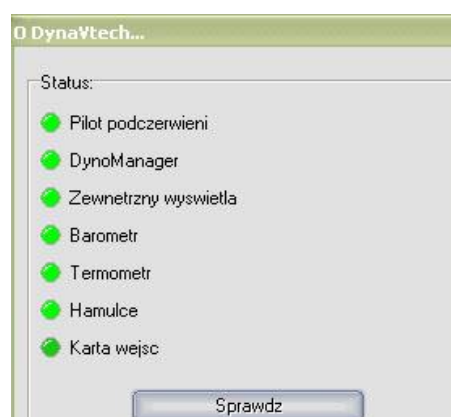 O DynaVtech...
Status:
Pilot podczerwieni
DynoManager
Zewnetrzny wyswietla
Barometr
Termometr
Hamulce
Karta wejsc
Sprawdz